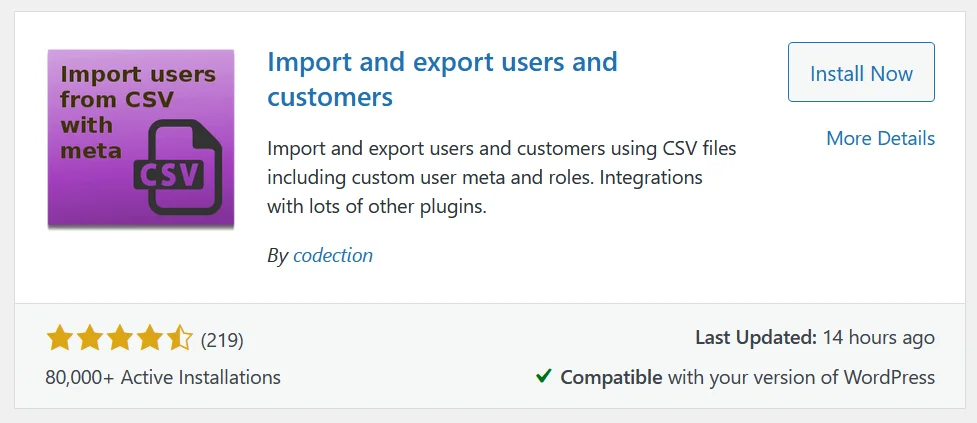 Import users
from CSV
with
meta
CSV
Import and export users and
customers
Import and export users and customers using CSV files
including custom user meta and roles. Integrations
with lots of other plugins.
By codection
Install Now
More Details
(219)
80,000+ Active Installations
Last Updated: 14 hours ago
Compatible with your version of WordPress